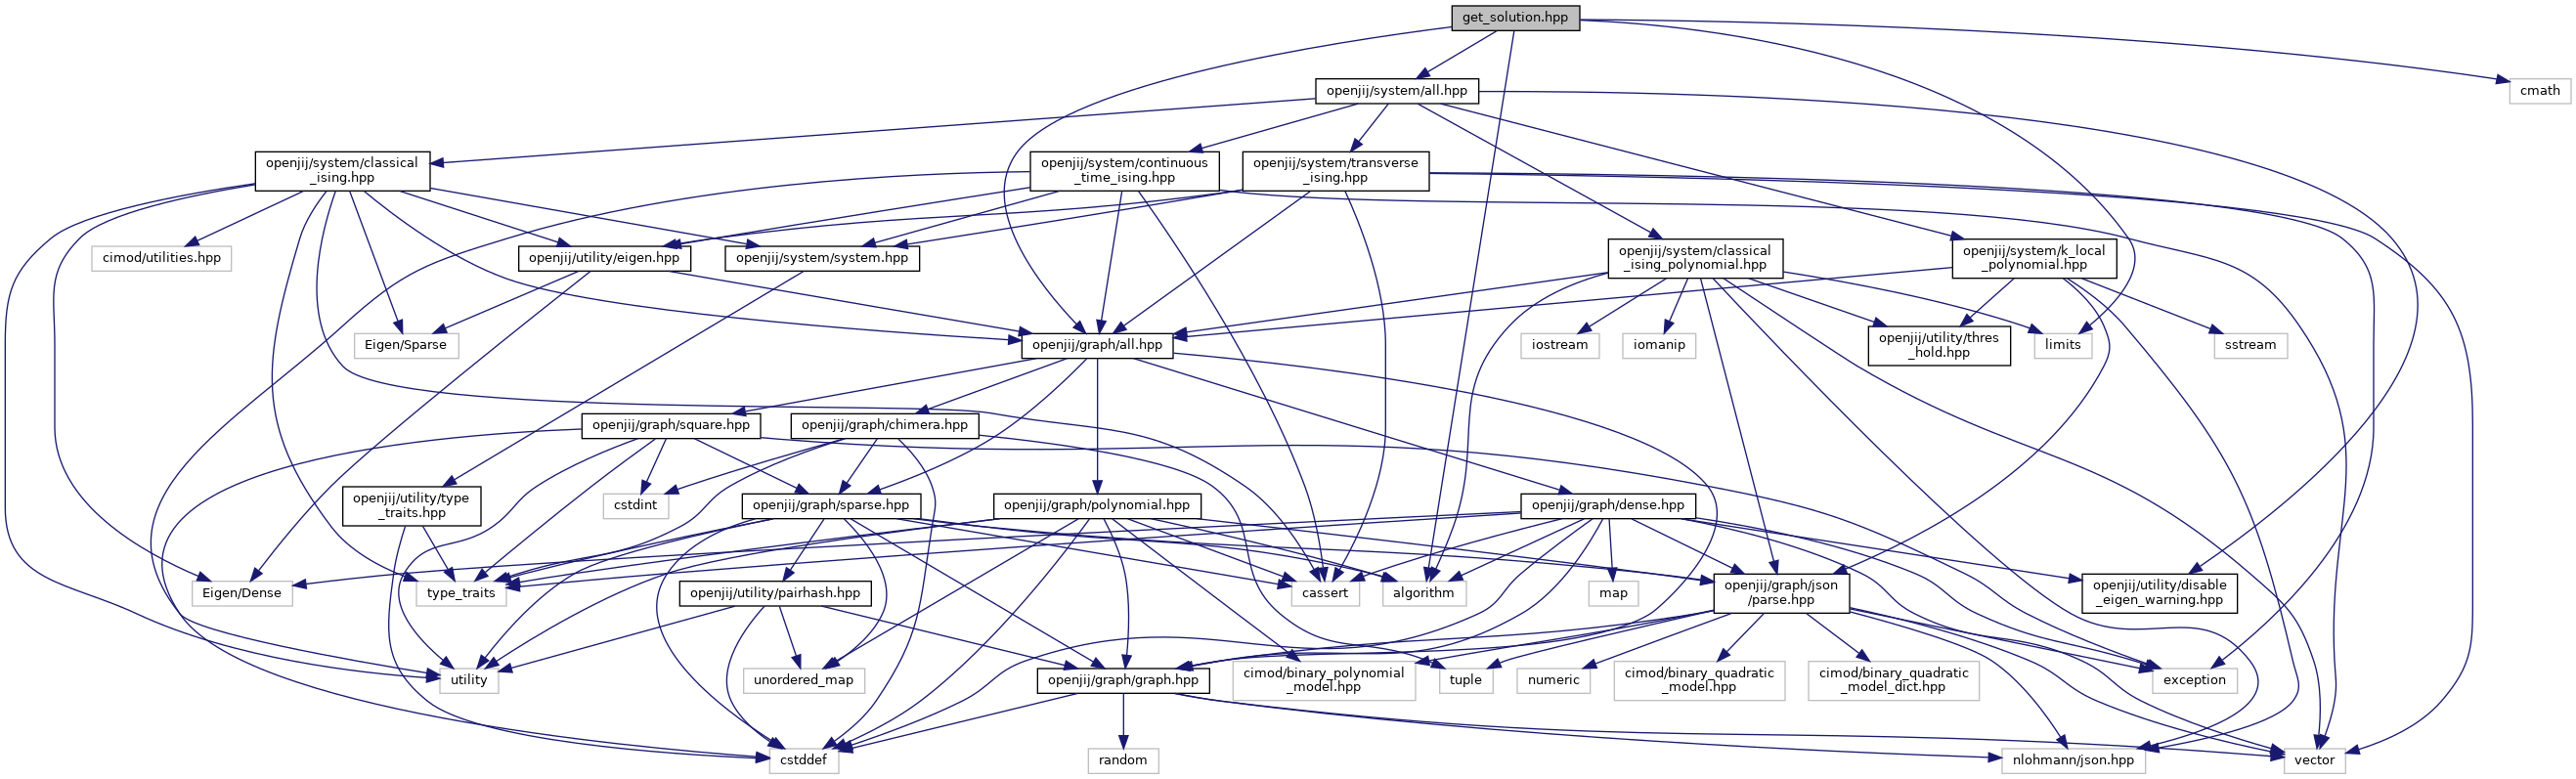 get_solution.hpp
openjij/system/all.hpp
cmath
openjij/system/classical
_ising.hpp
openjij/system/continuous
_time_ising.hpp
openjij/system/transverse
_ising.hpp
cimod/utilities.hpp
openjij/utility/eigen.hpp
openjij/system/system.hpp
openjij/system/classical
_ising_polynomial.hpp
openjij/system/k_local
_polynomial.hpp
Eigen/Sparse
openjij/graph/all.hpp
iostream
iomanip
openjij/utility/thres
_hold.hpp
limits
sstream
openjij/graph/square.hpp
openjij/graph/chimera.hpp
openjij/utility/type
_traits.hpp
cstdint
openjij/graph/sparse.hpp
openjij/graph/polynomial.hpp
openjij/graph/dense.hpp
Eigen/Dense
type_traits
openjij/utility/pairhash.hpp
cassert
algorithm
map
openjij/graph/json
/parse.hpp
openjij/utility/disable
_eigen_warning.hpp
utility
unordered_map
openjij/graph/graph.hpp
cimod/binary_polynomial
_model.hpp
tuple
numeric
cimod/binary_quadratic
_model.hpp
cimod/binary_quadratic
_model_dict.hpp
exception
cstddef
random
nlohmann/json.hpp
vector